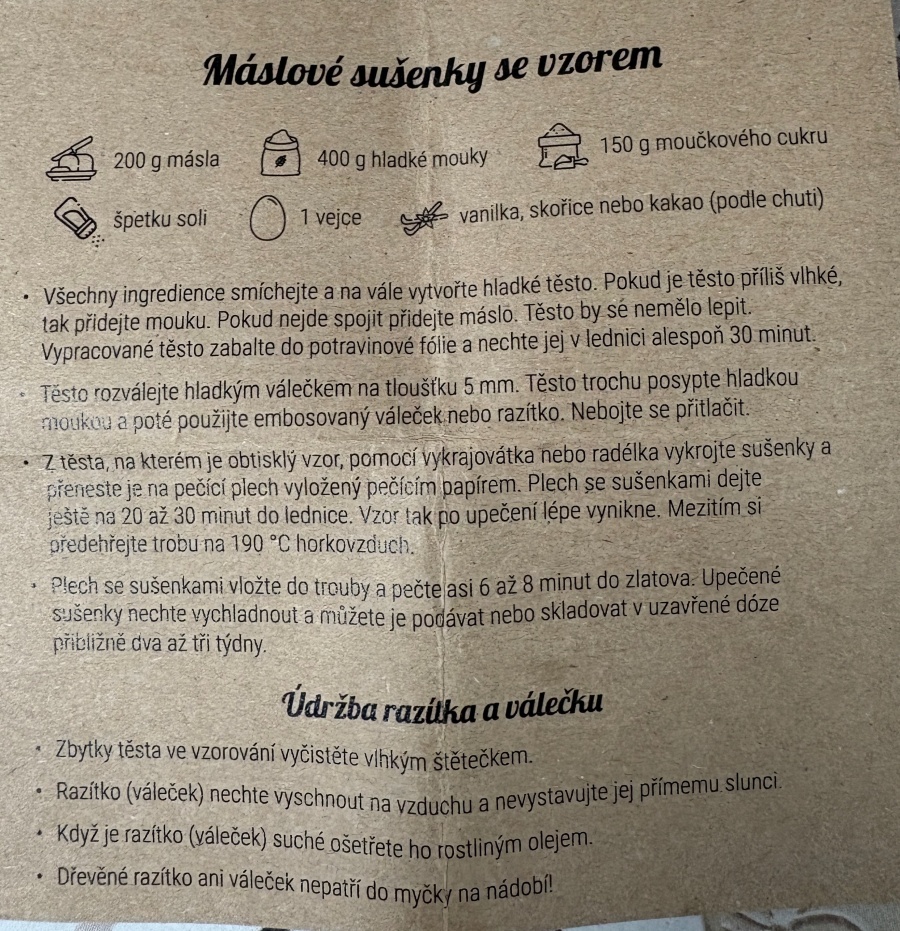 Máslové sušenky se vzorem
200 g másla
400 g hladké mouky
150 g moučkového cukru
špetku soli
1 vejce
vanilka, skořice nebo kakao (podle chuti)
• Všechny ingredience smíchejte a na vále vytvořte hladké těsto. Pokud je těsto příliš vlhké,
tak přidejte mouku. Pokud nejde spojit přidejte máslo. Těsto by se nemělo lepit.
Vypracované těsto zabalte do potravinové fólie a nechte jej v lednici alespoň 30 minut.
• Těsto rozválejte hladkým válečkem na tloušťku 5 mm. Těsto trochu posypte hladkou
moukou a poté použijte embosovaný váleček nebo razítko. Nebojte se přitlačit.
• Z těsta, na kterém je obtisklý vzor, pomocí vykrajovátka nebo radélka vykrojte sušenky a
přeneste je na pečící plech vyložený pečícím papírem. Plech se sušenkami dejte
ještě na 20 až 30 minut do lednice. Vzor tak po upečení lépe vynikne. Mezitím si
předehřejte trobu na 190 °C horkovzduch.
• Plech se sušenkami vložte do trouby a pečte asi 6 až 8 minut do zlatova. Upečené
sušenky nechte vychladnout a můžete je podávat nebo skladovat v uzavřené dóze
přibližně dva až tři týdny.
Údržba razítka a válečku
• Zbytky těsta ve vzorování vyčistěte vlhkým štětečkem.
• Razítko (váleček) nechte vyschnout na vzduchu a nevystavujte jej přímemu slunci.
• Když je razítko (váleček) suché ošetřete ho rostliným olejem.
• Dřevěné razítko ani váleček nepatří do myčky na nádobí!